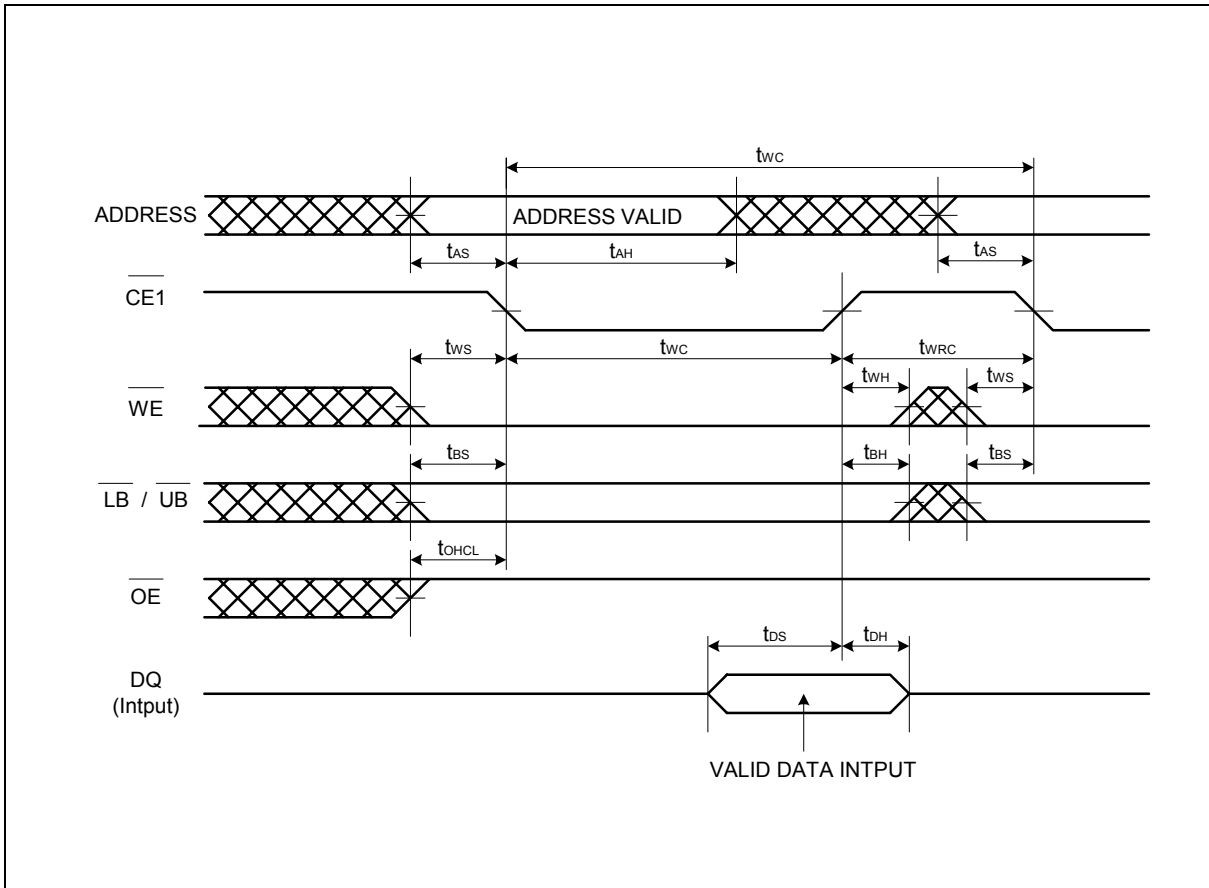 tWC
ADDRESS
ADDRESS VALID
tAS
tAH
tAS
CE1
tWS
tWC
tWRC
tWH
tWS
WE
tBS
tBH
tBS
LB / UB
tOHCL
OE
tDS
tDH
DQ
(Intput)
VALID DATA INTPUT